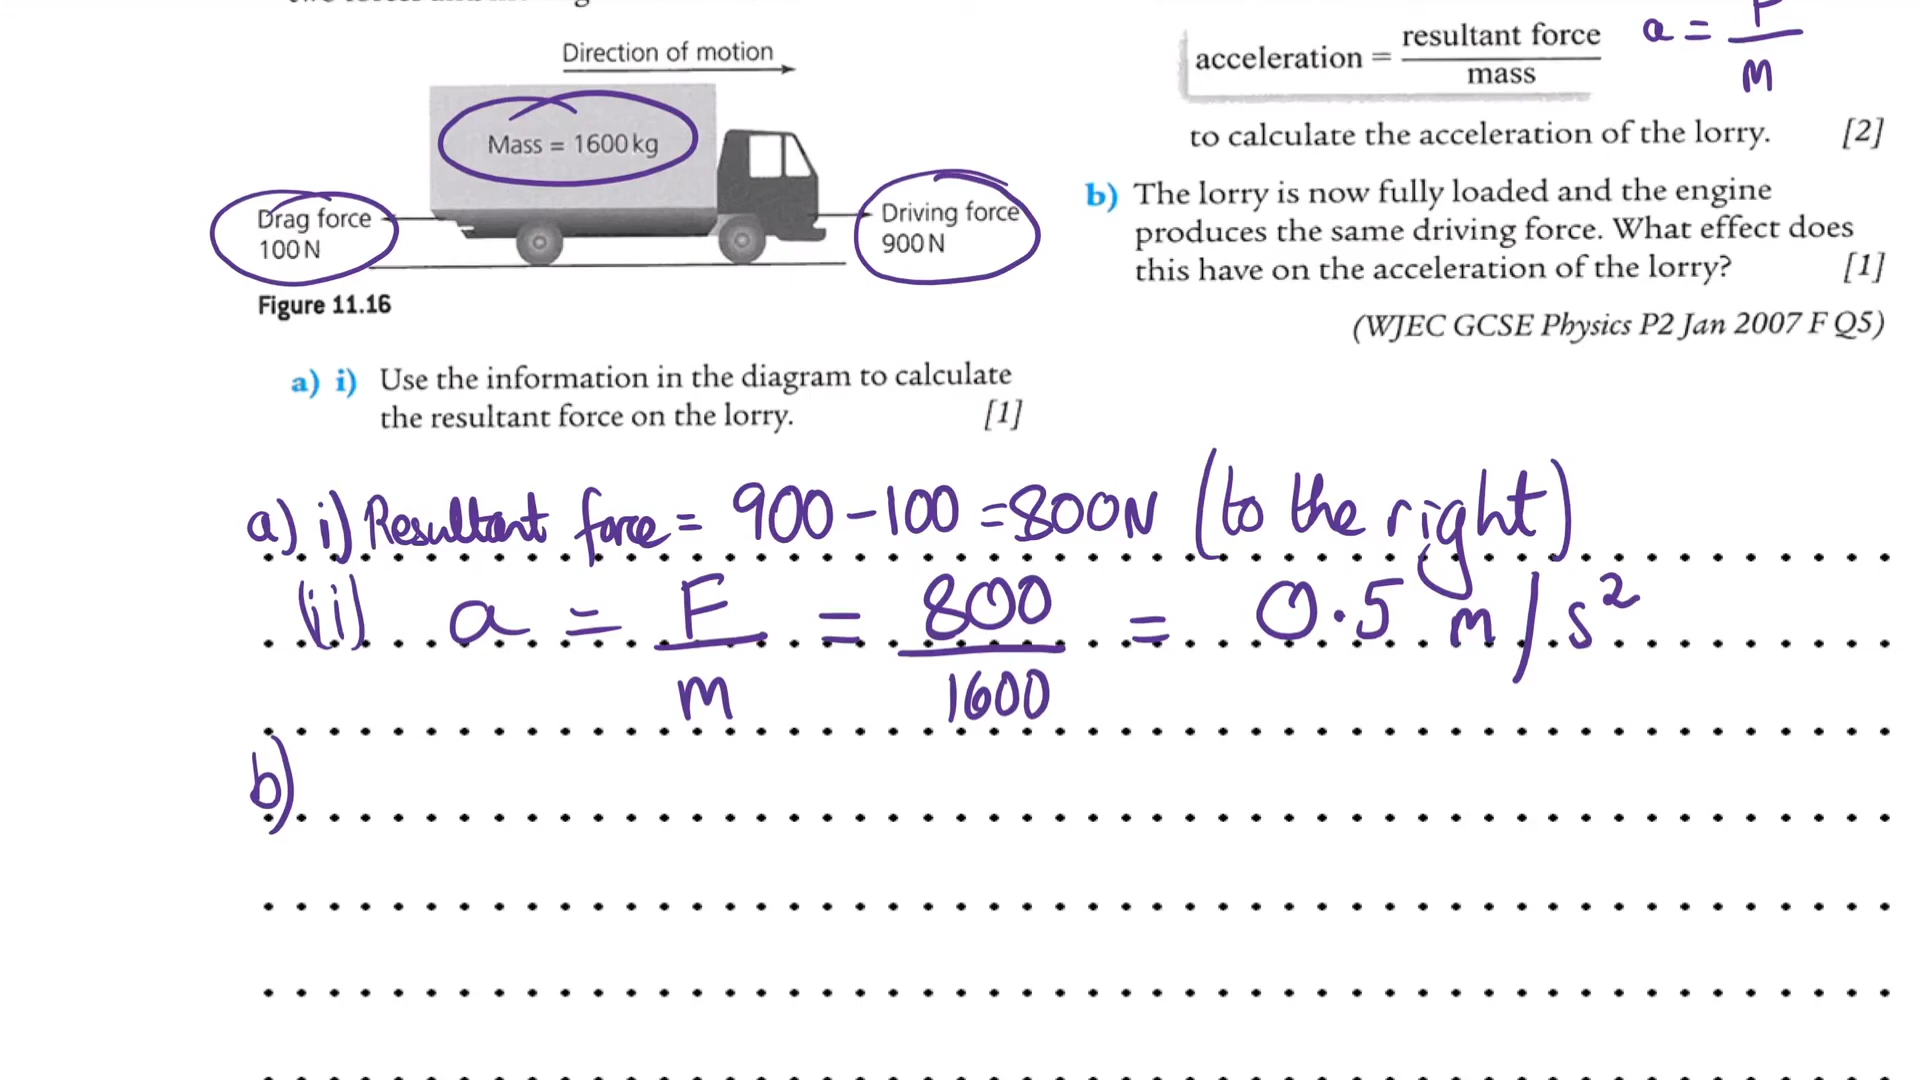 Direction of motion
Mass = 1600 kg
Drag force
100 N
Driving force
900 N
Figure 11.16
a) i) Use the information in the diagram to calculate
the resultant force on the lorry. [1]
acceleration = resultant force
mass
a = F
m
to calculate the acceleration of the lorry. [2]
b) The lorry is now fully loaded and the engine
produces the same driving force. What effect does
this have on the acceleration of the lorry? [1]
(WJEC GCSE Physics P2 Jan 2007 F Q5)
a) i) Resultant force = 900 - 100 = 800N (to the right)
(ii) a = F = 800 = 0.5 m/s²
m 1600
b)